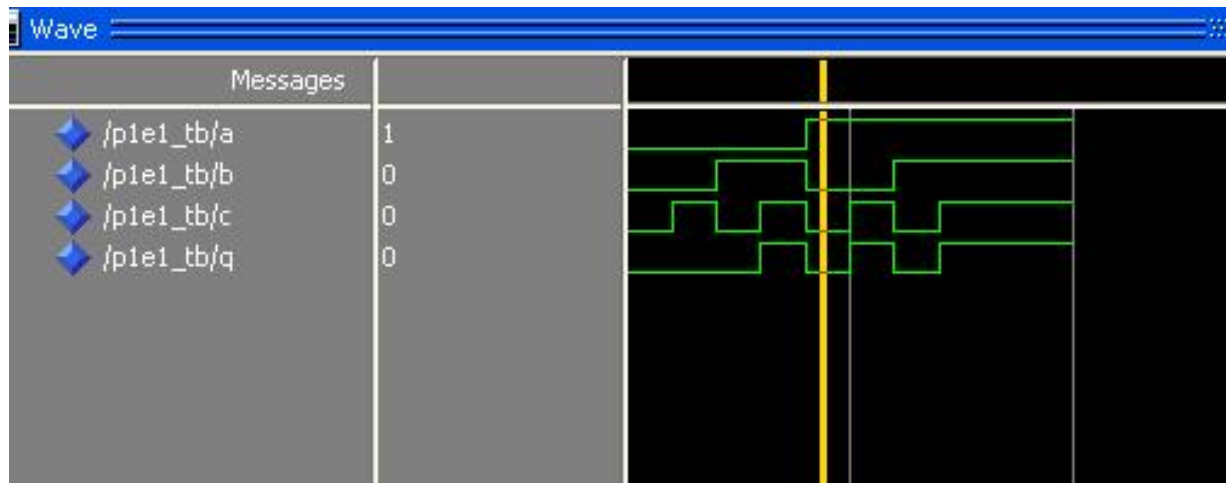 Wave
Messages
/p1e1_tb/a 1
/p1e1_tb/b 0
/p1e1_tb/c 0
/p1e1_tb/q 0